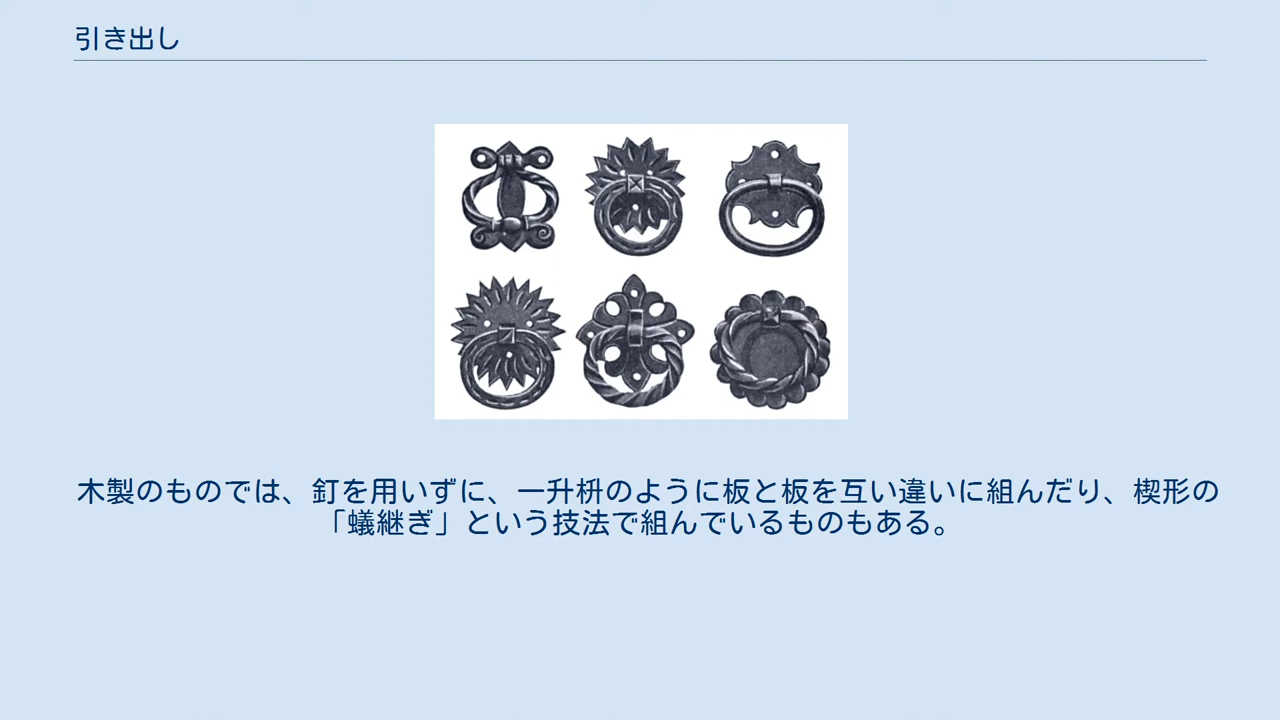 引き出し
木製のものでは、釘を用いずに、一升枡のように板と板を互い違いに組んだり、楔形の
「蟻継ぎ」という技法で組んでいるものもある。